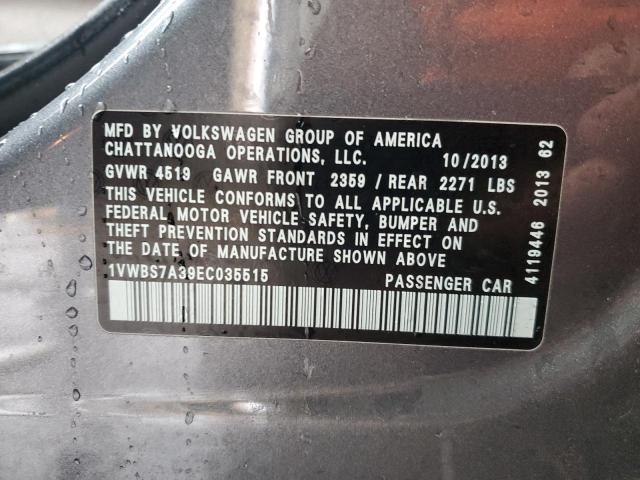 MFD BY VOLKSWAGEN GROUP OF AMERICA
CHATTANOOGA OPERATIONS, LLC. 10/2013
GVWR 4519 GAWR FRONT 2359 / REAR 2271 LBS
THIS VEHICLE CONFORMS TO ALL APPLICABLE U.S.
FEDERAL MOTOR VEHICLE SAFETY, BUMPER AND
THEFT PREVENTION STANDARDS IN EFFECT ON
THE DATE OF MANUFACTURE SHOWN ABOVE
1VWBS7A39EC035515 PASSENGER CAR
4119446 2013 62